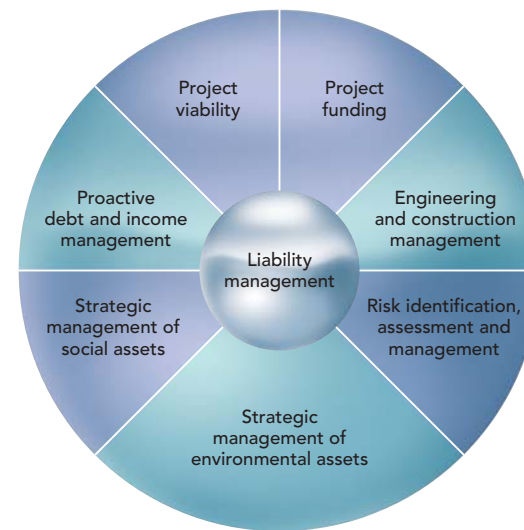 Project
viability
Project
funding
Proactive
debt and income
management
Engineering
and construction
management
Liability
management
Strategic
management of
social assets
Risk identification,
assessment and
management
Strategic
management of
environmental assets